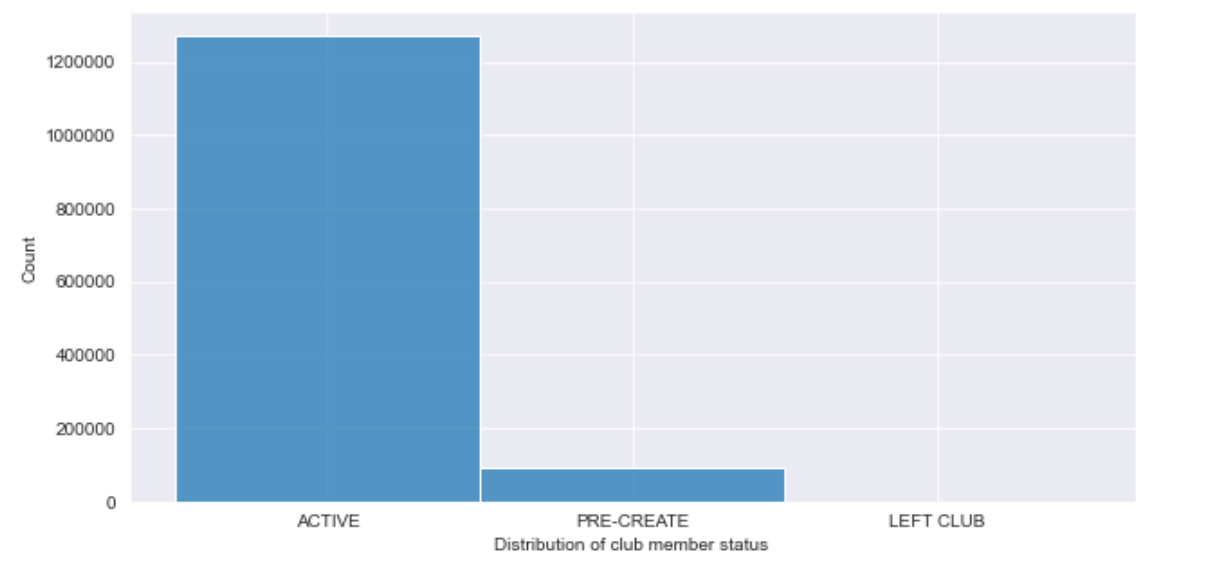 1200000
1000000
800000
600000
400000
200000
0
Count
ACTIVE PRE-CREATE LEFT CLUB
Distribution of club member status